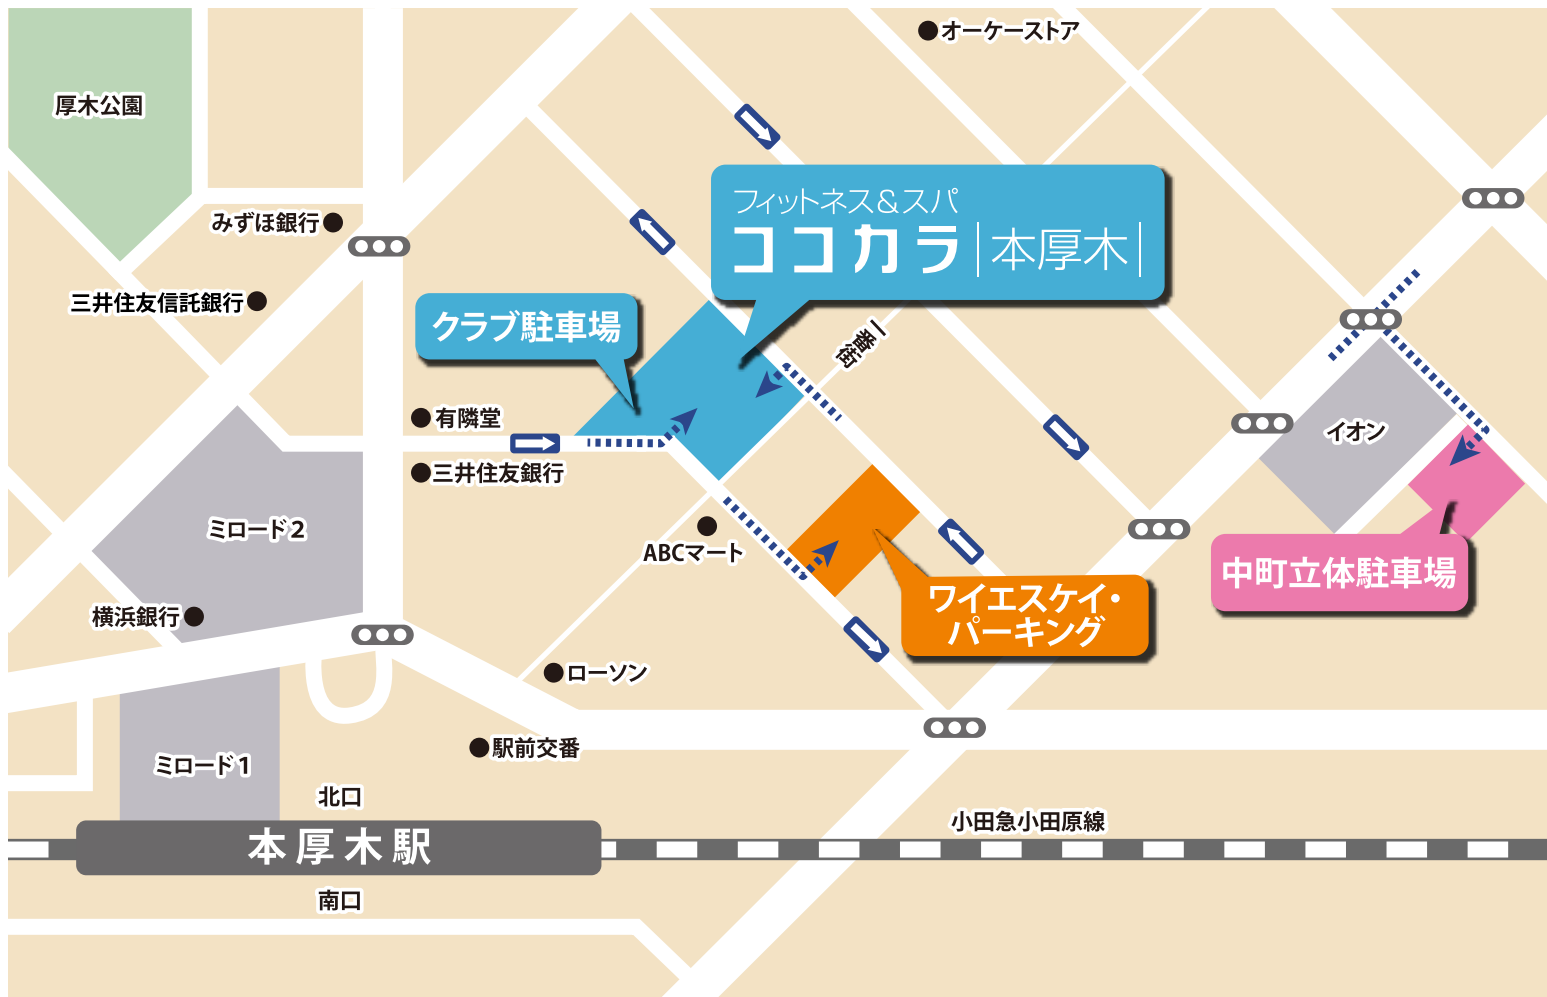 オーケーストア
厚木公園
みずほ銀行
三井住友信託銀行
フィットネス&スパ
ココカラ 本厚木
クラブ駐車場
一番街
有隣堂
三井住友銀行
イオン
ミロード2
ABCマート
中町立体駐車場
ワイエスケイ・
パーキング
横浜銀行
ローソン
駅前交番
ミロード1
北口
小田急小田原線
本厚木駅
南口